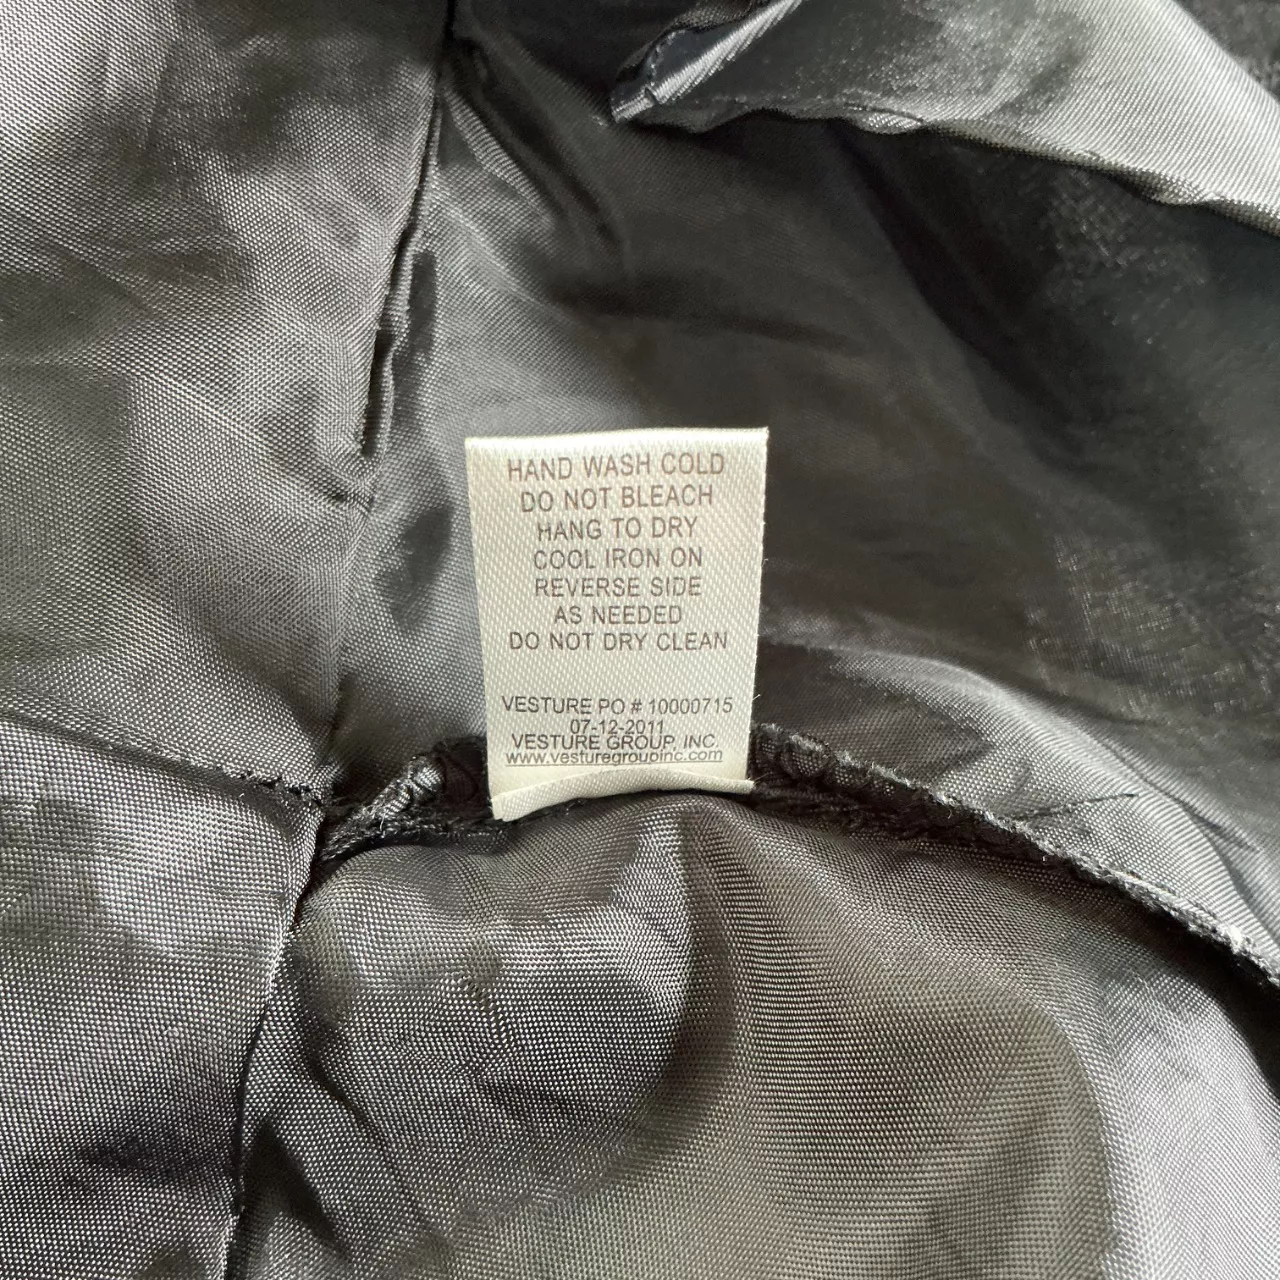 HAND WASH COLD
DO NOT BLEACH
HANG TO DRY
COOL IRON ON
REVERSE SIDE
AS NEEDED
DO NOT DRY CLEAN
VESTURE PO # 10000715
07-12-2011
VESTURE GROUP, INC.
www.vesturegroupinc.com